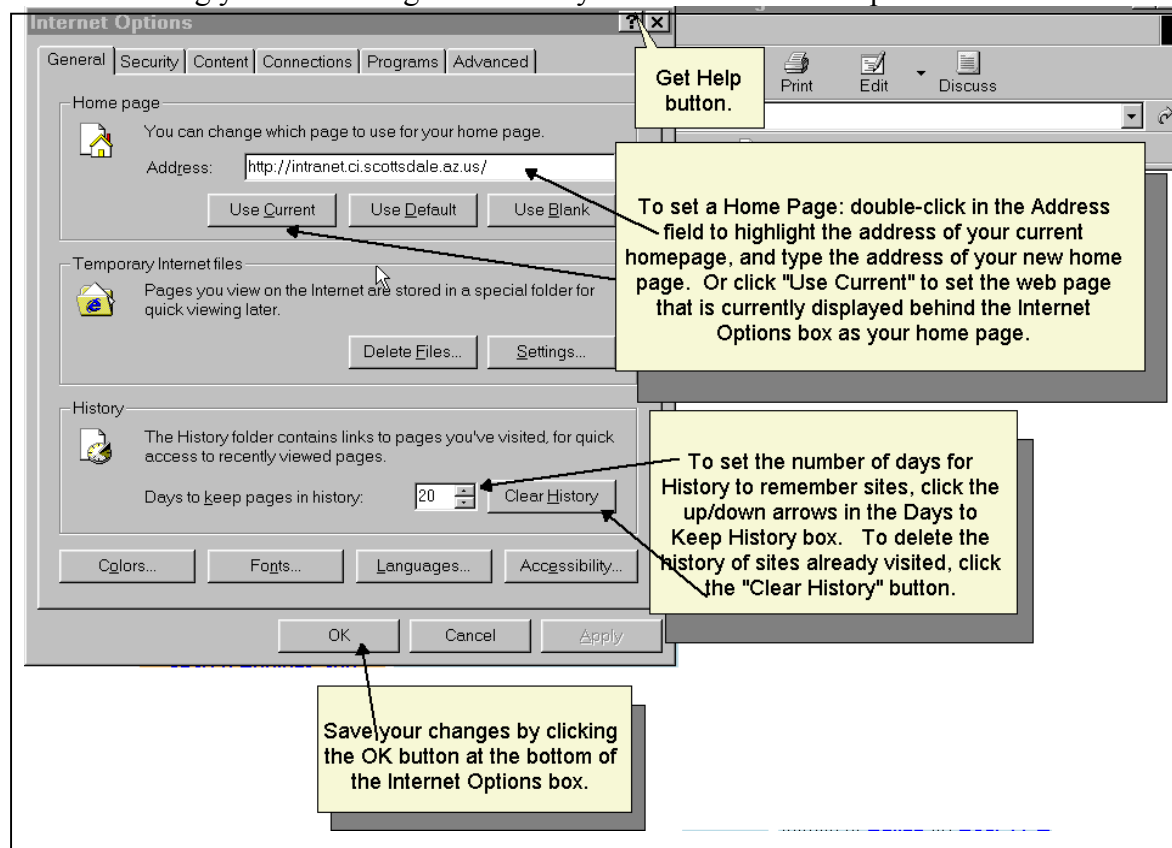 Internet Options
General Security Content Connections Programs Advanced
Home page
You can change which page to use for your home page.
Address: http://intranet.ci.scottsdale.az.us/
Use Current Use Default Use Blank
Temporary Internet files
Pages you view on the Internet are stored in a special folder for
quick viewing later.
Delete Files... Settings...
History
The History folder contains links to pages you've visited, for quick
access to recently viewed pages.
Days to keep pages in history: 20 Clear History
Colors... Fonts... Languages... Accessibility...
OK Cancel Apply
Get Help
button.
Print Edit Discuss
To set a Home Page: double-click in the Address
field to highlight the address of your current
homepage, and type the address of your new home
page. Or click "Use Current" to set the web page
that is currently displayed behind the Internet
Options box as your home page.
To set the number of days for
History to remember sites, click the
up/down arrows in the Days to
Keep History box. To delete the
history of sites already visited, click
the "Clear History" button.
Save your changes by clicking
the OK button at the bottom of
the Internet Options box.